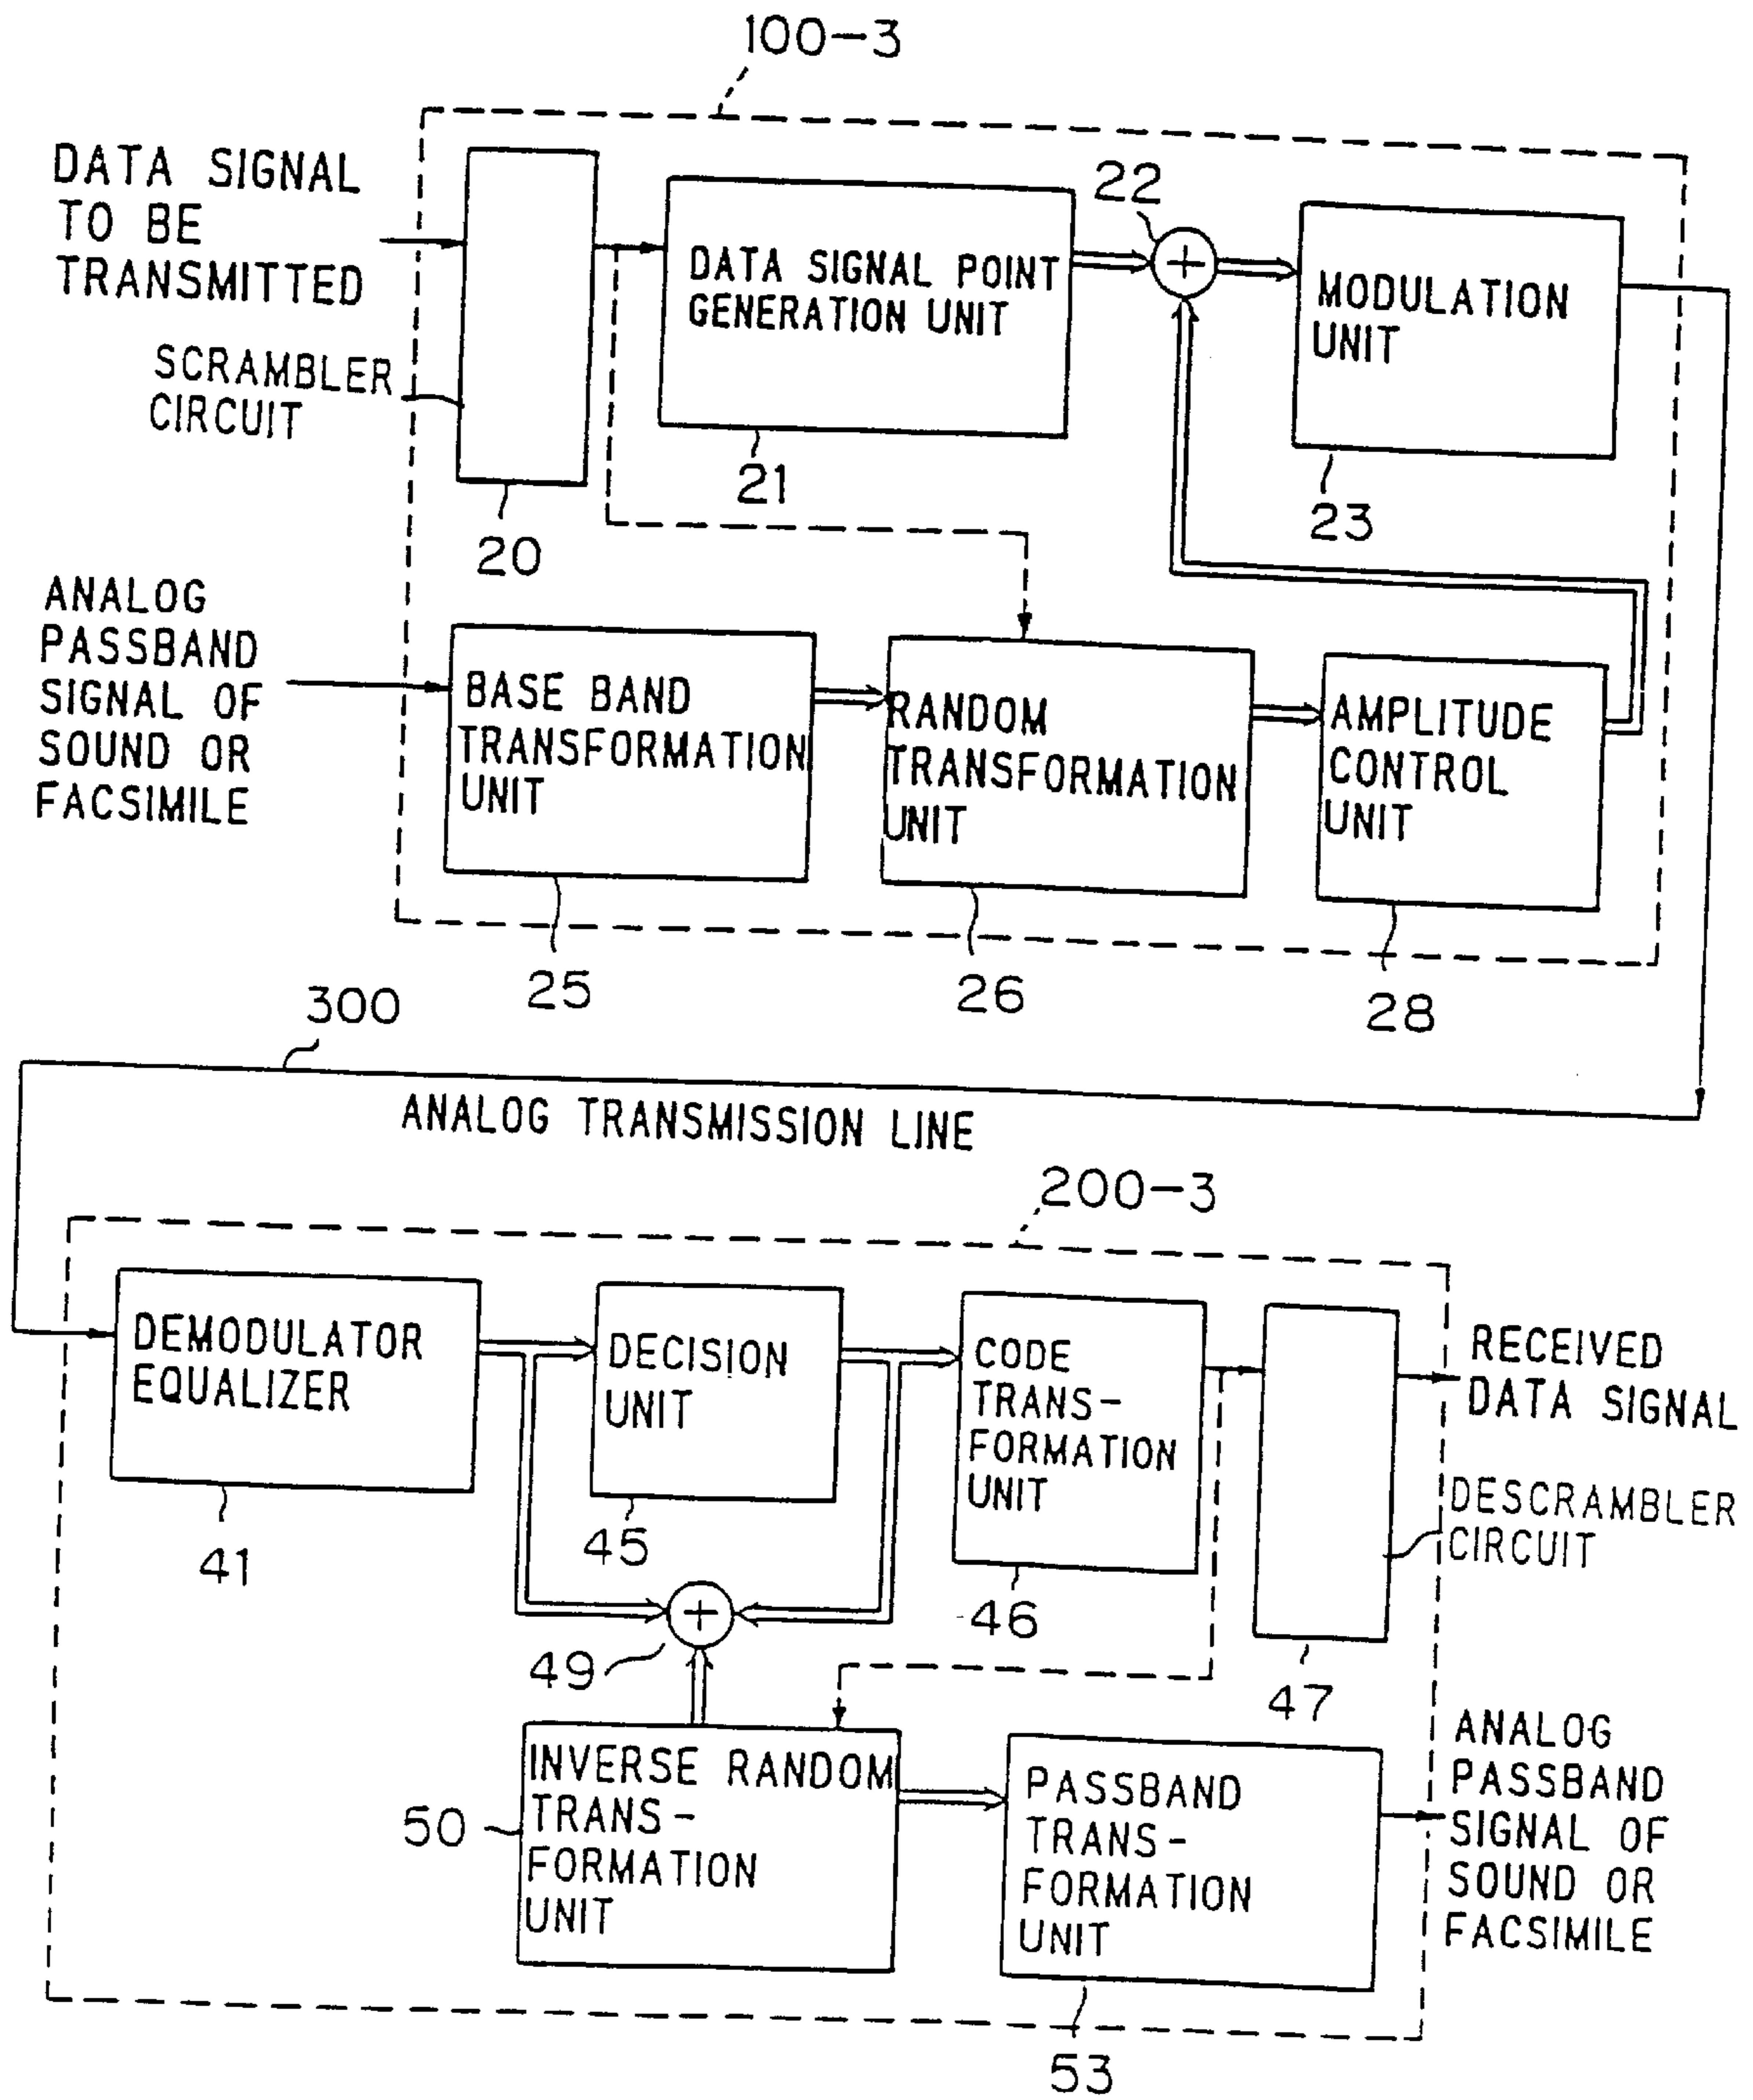 100-3
DATA SIGNAL
TO BE
TRANSMITTED
SCRAMBLER
CIRCUIT
20
DATA SIGNAL POINT
GENERATION UNIT
21
22
+
MODULATION
UNIT
23
ANALOG
PASSBAND
SIGNAL OF
SOUND OR
FACSIMILE
BASE BAND
TRANSFORMATION
UNIT
25
RANDOM
TRANSFORMATION
UNIT
26
AMPLITUDE
CONTROL
UNIT
28
300
ANALOG TRANSMISSION LINE
200-3
DEMODULATOR
EQUALIZER
41
DECISION
UNIT
45
CODE
TRANS-
FORMATION
UNIT
46
47
RECEIVED
DATA SIGNAL
DESCRAMBLER
CIRCUIT
+
49
INVERSE RANDOM
TRANS-
FORMATION
UNIT
50
PASSBAND
TRANS-
FORMATION
UNIT
53
ANALOG
PASSBAND
SIGNAL OF
SOUND OR
FACSIMILE